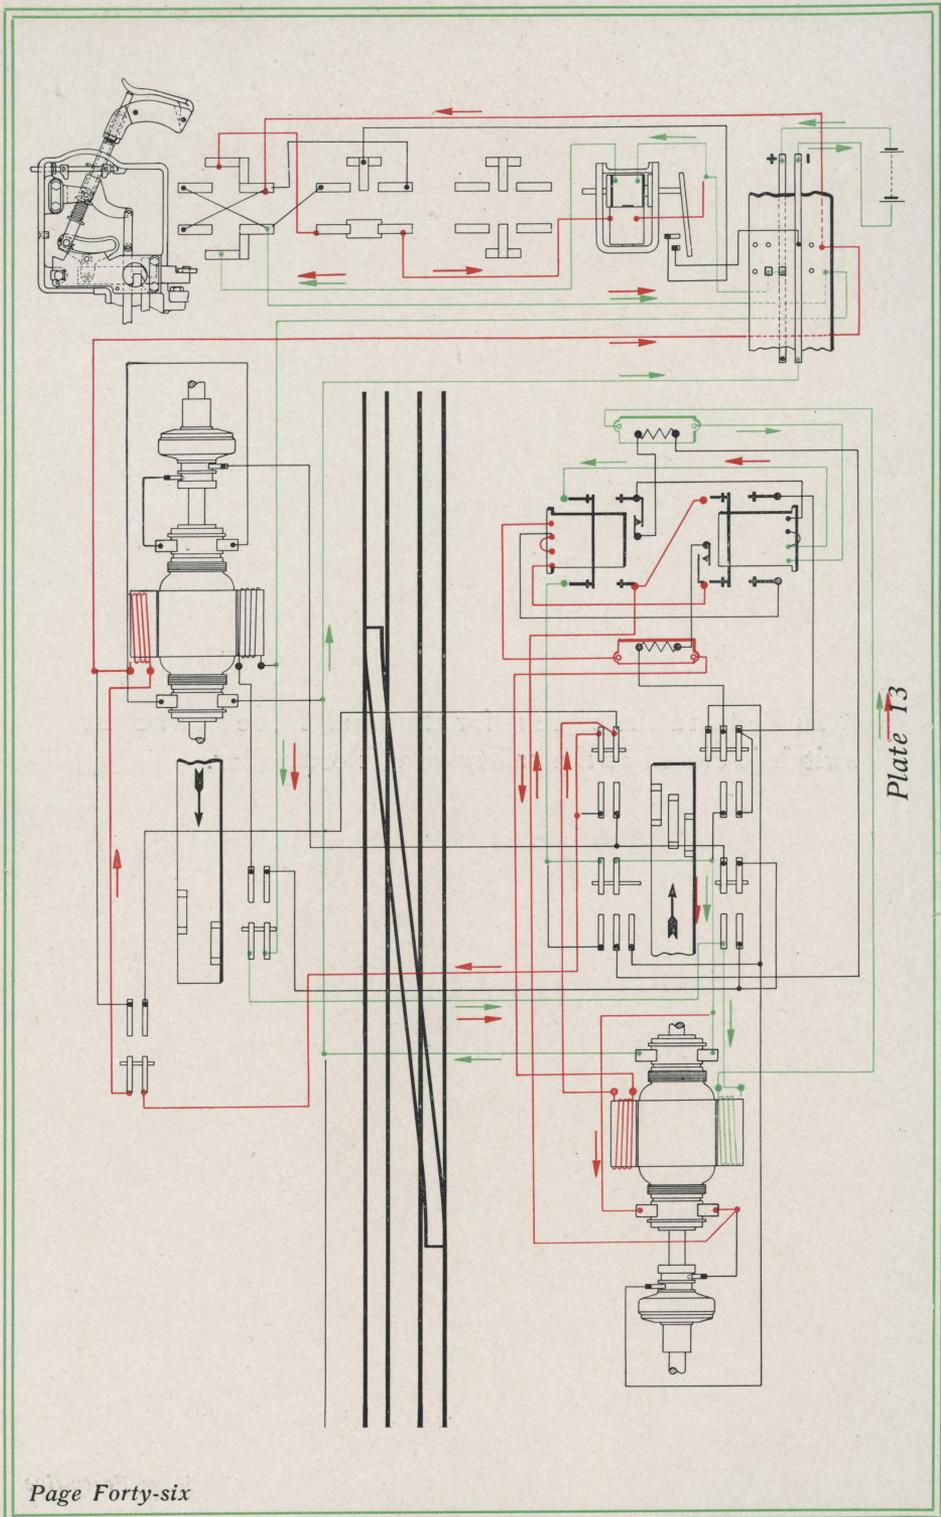 + -
+ +
+ +
+ +
+ +
Plate 13
Page Forty-six